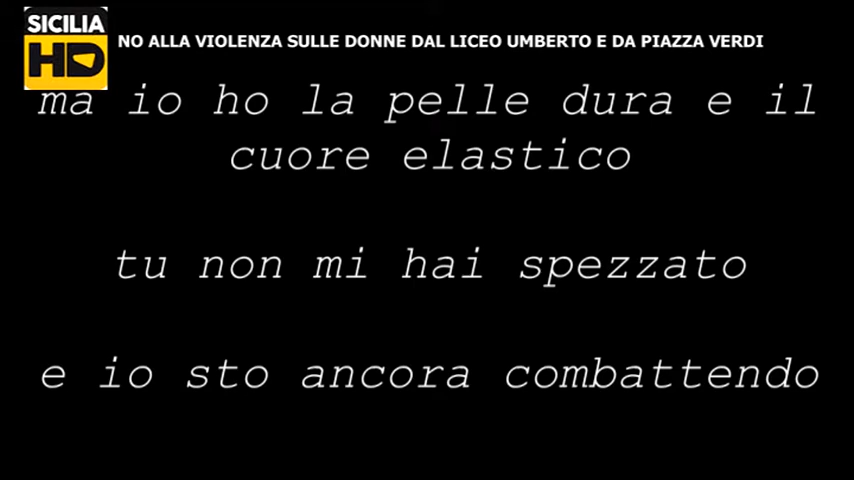 SICILIA
HD
NO ALLA VIOLENZA SULLE DONNE DAL LICEO UMBERTO E DA PIAZZA VERDI
ma io ho la pelle dura e il
cuore elastico
tu non mi hai spezzato
e io sto ancora combattendo